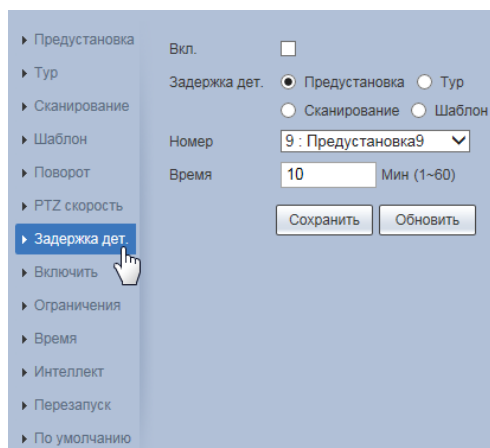 Предустановка
Тур
Сканирование
Шаблон
Поворот
PTZ скорость
Задержка дет.
Включить
Ограничения
Время
Интеллект
Перезапуск
По умолчанию
Вкл.
Задержка дет. Предустановка Тур
Сканирование Шаблон
Номер 9 : Предустановка9
Время 10 Мин (1~60)
Сохранить Обновить